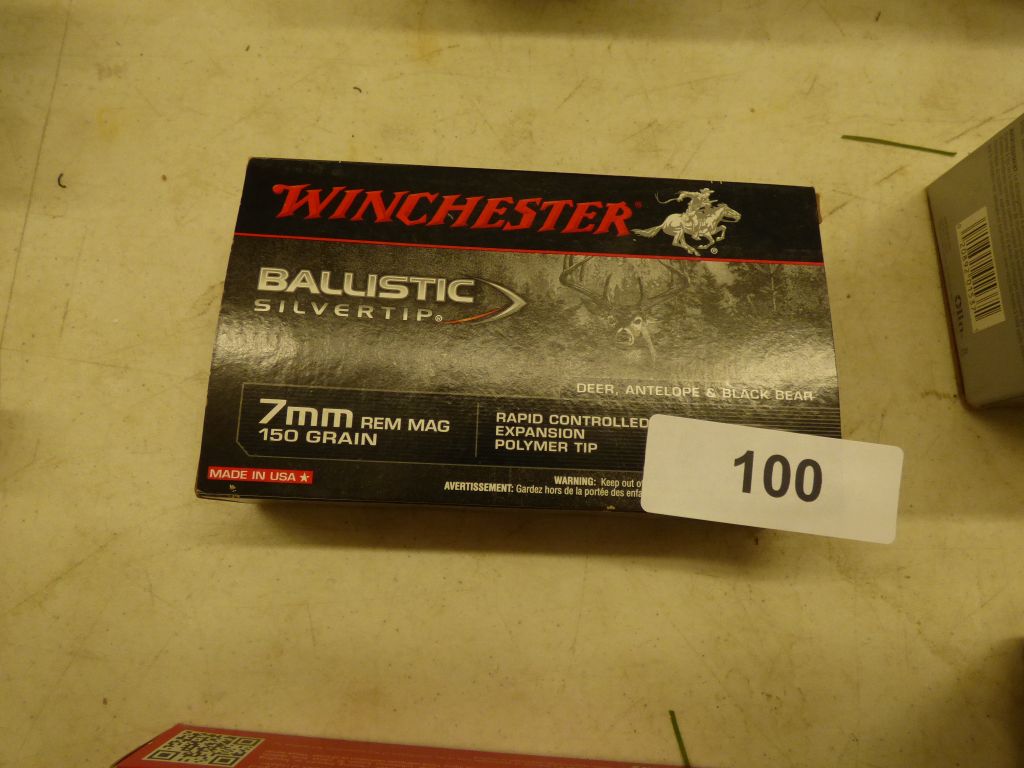 WINCHESTER®
BALLISTIC
SILVERTIP®
DEER, ANTELOPE & BLACK BEAR
7mm REM MAG
150 GRAIN
RAPID CONTROLLED
EXPANSION
POLYMER TIP
MADE IN USA
WARNING: Keep out
AVERTISSEMENT: Gardez hors de la portée des
100